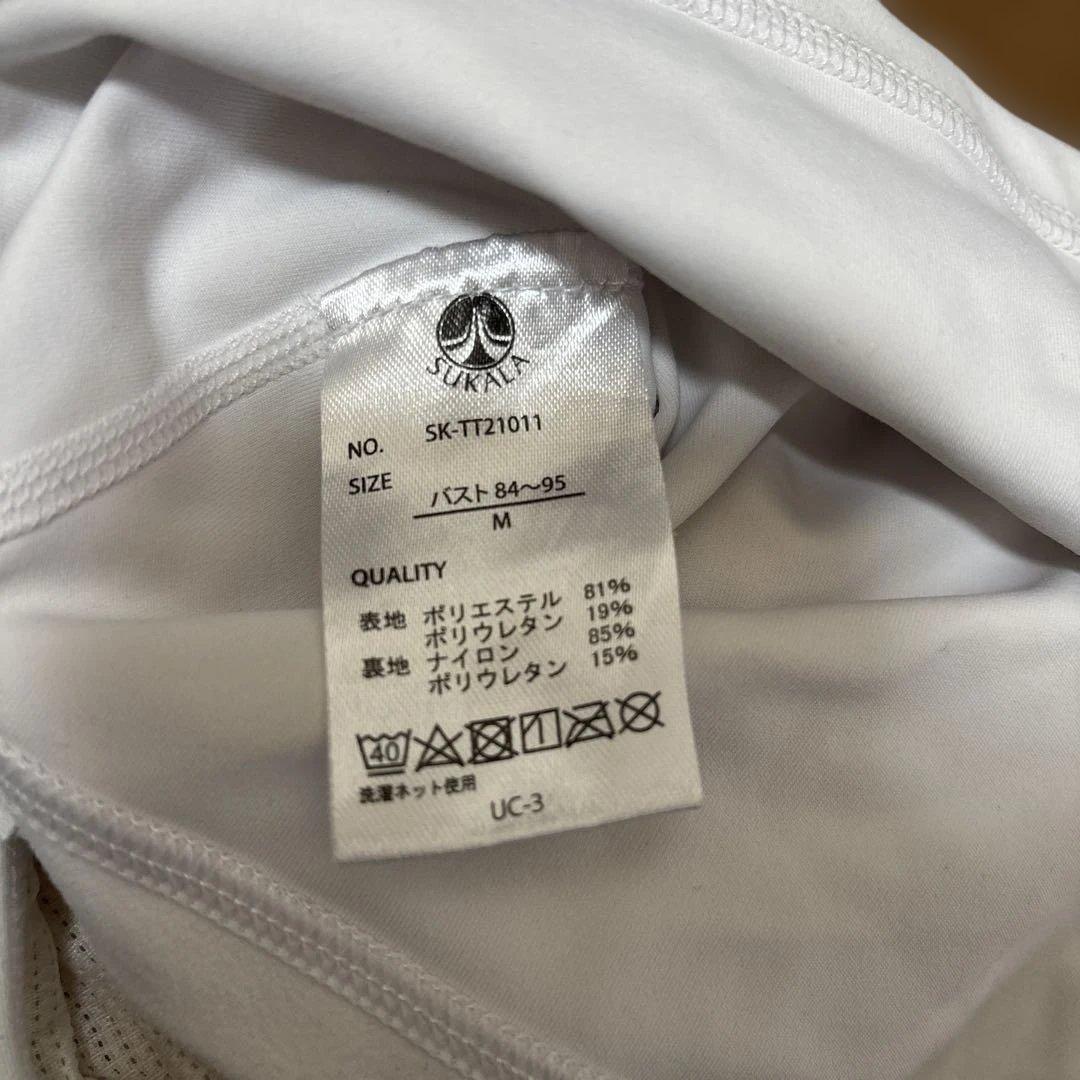 SUKALA
NO. SK-TT21011
SIZE バスト 84〜95
M
QUALITY
表地 ポリエステル 81%
ポリウレタン 19%
裏地 ナイロン 85%
ポリウレタン 15%
40
洗濯ネット使用
UC-3